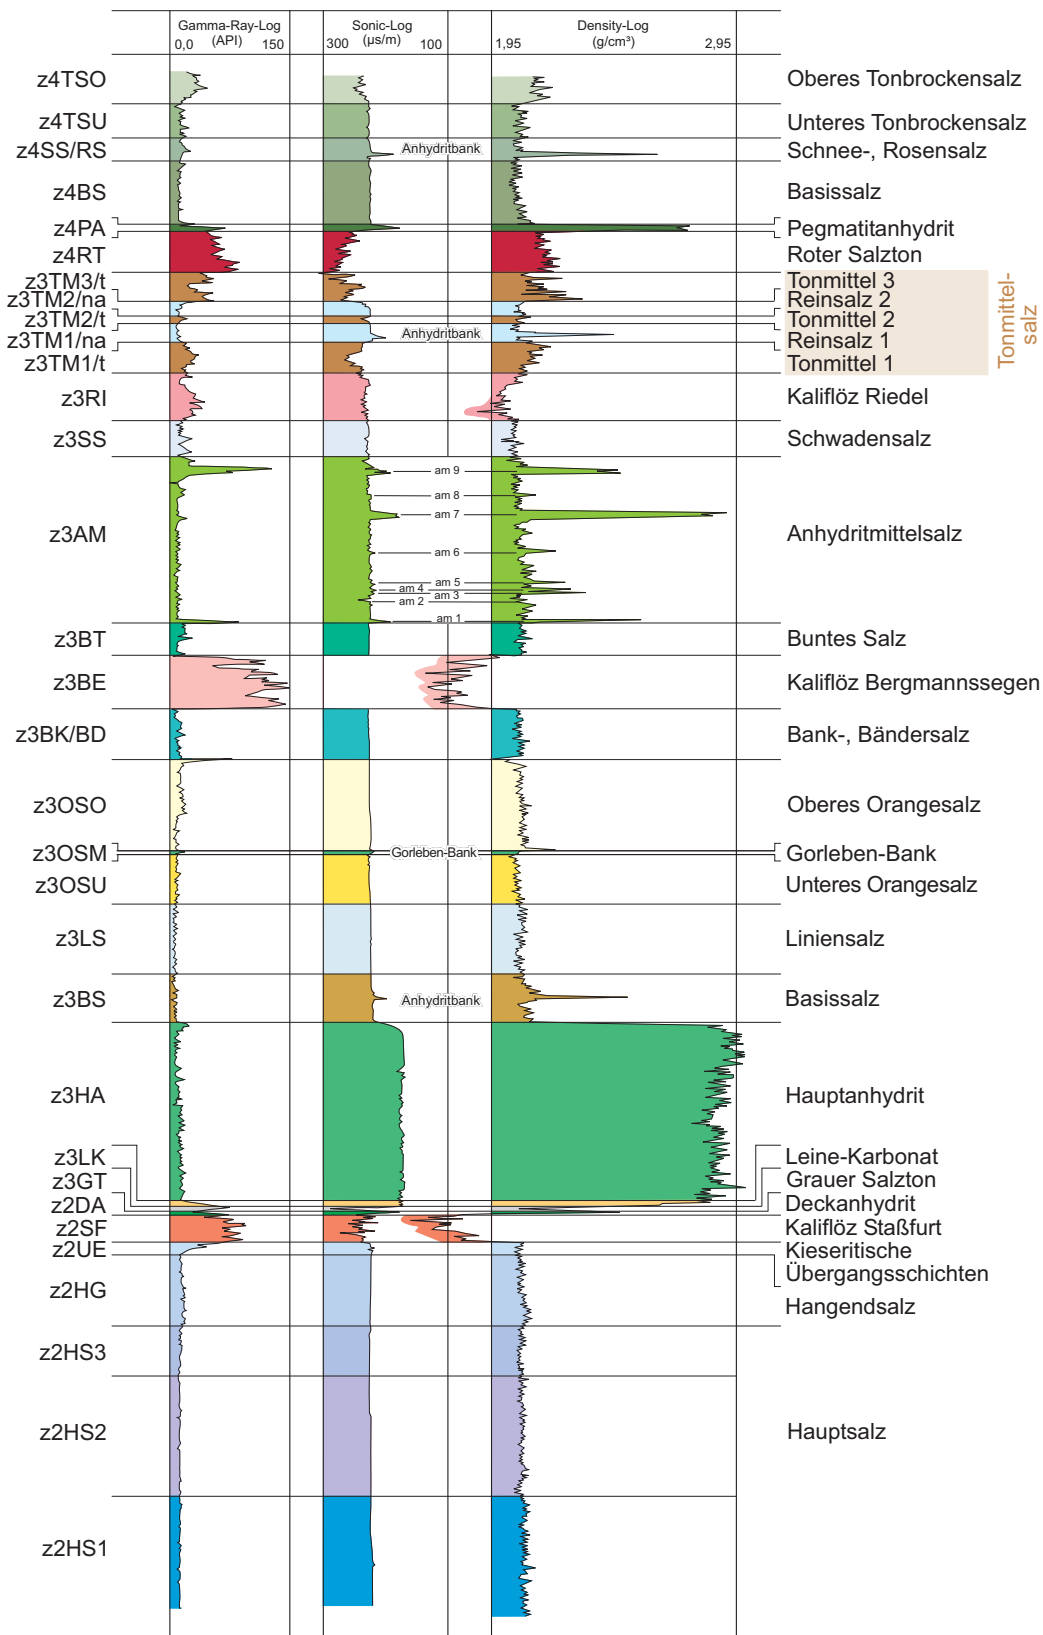 Gamma-Ray-Log
(API)
0,0
150
Sonic-Log
(µs/m)
300
100
Density-Log
(g/cm³)
1,95
2,95
z4TSO
Oberes Tonbrockensalz
z4TSU
Unteres Tonbrockensalz
z4SS/RS
Anhydritbank
Schnee-, Rosensalz
z4BS
Basissalz
z4PA
Pegmatitanhydrit
z4RT
Roter Salzton
z3TM3/t
Tonmittel 3
z3TM2/na
Reinsalz 2
z3TM2/t
Tonmittel 2
z3TM1/na
Anhydritbank
Reinsalz 1
z3TM1/t
Tonmittel 1
Tonmittel-
salz
z3RI
Kaliflöz Riedel
z3SS
Schwadensalz
z3AM
am 9
am 8
am 7
am 6
am 5
am 4
am 3
am 2
am 1
Anhydritmittelsalz
z3BT
Buntes Salz
z3BE
Kaliflöz Bergmannssegen
z3BK/BD
Bank-, Bändersalz
z3OSO
Oberes Orangesalz
z3OSM
Gorleben-Bank
Gorleben-Bank
z3OSU
Unteres Orangesalz
z3LS
Liniensalz
z3BS
Anhydritbank
Basissalz
z3HA
Hauptanhydrit
z3LK
Leine-Karbonat
z3GT
Grauer Salzton
z2DA
Deckanhydrit
z2SF
Kaliflöz Staßfurt
z2UE
Kieseritische
Übergangsschichten
z2HG
Hangendsalz
z2HS3
z2HS2
Hauptsalz
z2HS1